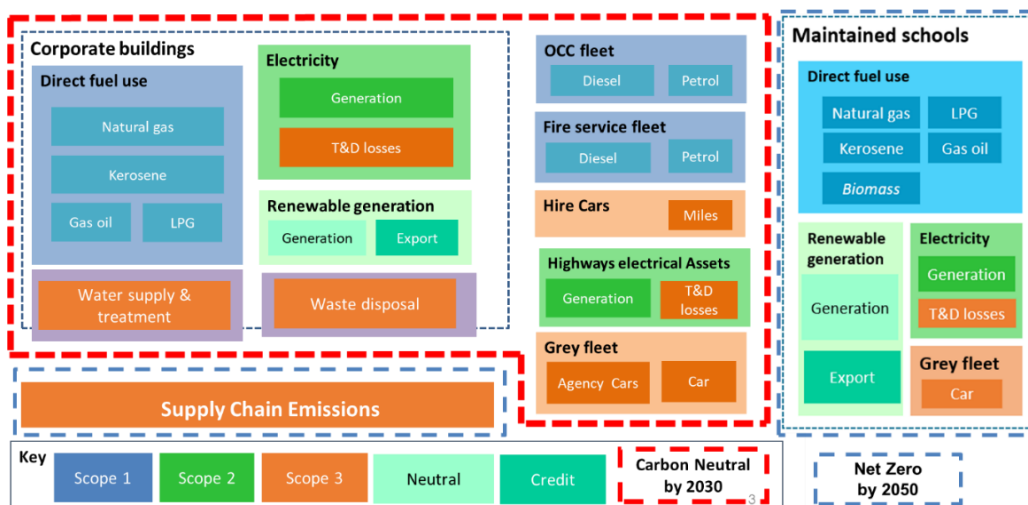 Corporate buildings
Direct fuel use
Natural gas
Kerosene
Gas oil
LPG
Water supply &
treatment
Electricity
Generation
T&D losses
Renewable generation
Generation
Export
Waste disposal
OCC fleet
Diesel
Petrol
Fire service fleet
Diesel
Petrol
Hire Cars
Miles
Highways electrical Assets
Generation
T&D
losses
Grey fleet
Agency Cars
Car
Maintained schools
Direct fuel use
Natural gas
LPG
Kerosene
Gas oil
Biomass
Renewable
generation
Generation
Export
Electricity
Generation
T&D losses
Grey fleet
Car
Supply Chain Emissions
Key
Scope 1
Scope 2
Scope 3
Neutral
Credit
Carbon Neutral
by 2030
3
Net Zero
by 2050